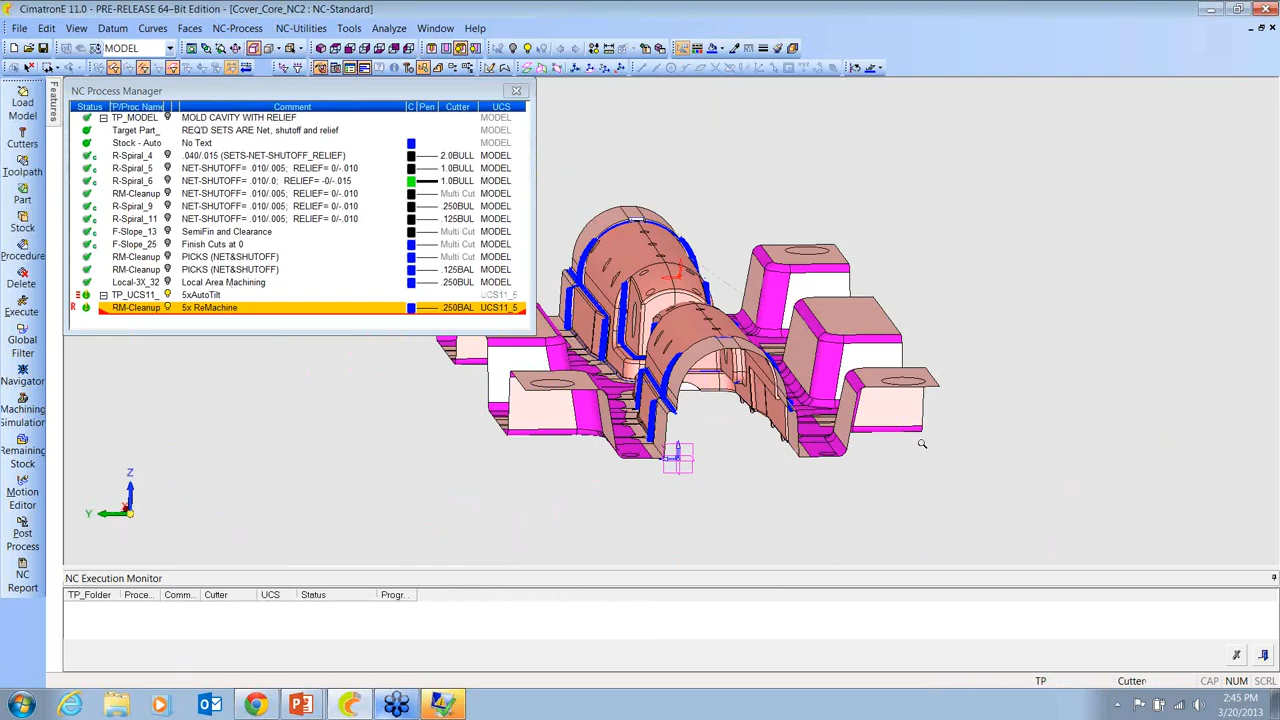 CimatronE 11.0 - PRE-RELEASE 64-Bit Edition - [Cover_Core_NC2 : NC-Standard]
File Edit View Datum Curves Faces NC-Process NC-Utilities Tools Analyze Window Help
MODEL
Features
NC Process Manager
Status TP/Proc Name Comment C Pen Cutter UCS
TP_MODEL MOLD CAVITY WITH RELIEF MODEL
Target Part_ REQ'D SETS ARE Net, shutoff and relief MODEL
Stock - Auto No Text MODEL
R-Spiral_4 .040/.015 (SETS-NET-SHUTOFF_RELIEF) 2.0BULL MODEL
R-Spiral_5 NET-SHUTOFF= .010/.005; RELIEF= 0/-.010 1.0BULL MODEL
R-Spiral_6 NET-SHUTOFF= .010/.0; RELIEF= -0/-.015 1.0BULL MODEL
RM-Cleanup NET-SHUTOFF= .010/.005; RELIEF= 0/-.010 Multi Cut MODEL
R-Spiral_9 NET-SHUTOFF= .010/.005; RELIEF= 0/-.010 .250BUL MODEL
R-Spiral_11 NET-SHUTOFF= .010/.005; RELIEF= 0/-.010 .125BUL MODEL
F-Slope_13 SemiFin and Clearance Multi Cut MODEL
F-Slope_25 Finish Cuts at 0 Multi Cut MODEL
RM-Cleanup PICKS (NET&SHUTOFF) Multi Cut MODEL
RM-Cleanup PICKS (NET&SHUTOFF) .125BAL MODEL
Local-3X_32 Local Area Machining .250BUL MODEL
TP_UCS11_ 5xAutoTilt UCS11_5
R RM-Cleanup 5x ReMachine .250BAL UCS11_5
Load
Model
Cutters
Toolpath
Part
Stock
Procedure
Delete
Execute
Global
Filter
Navigator
Machining
Simulation
Remaining
Stock
Motion
Editor
Post
Process
NC
Report
Z
Y
NC Execution Monitor
TP_Folder Proce... Comm... Cutter UCS Status Progr..
TP Cutter CAP NUM SCRL
2:45 PM
3/20/2013